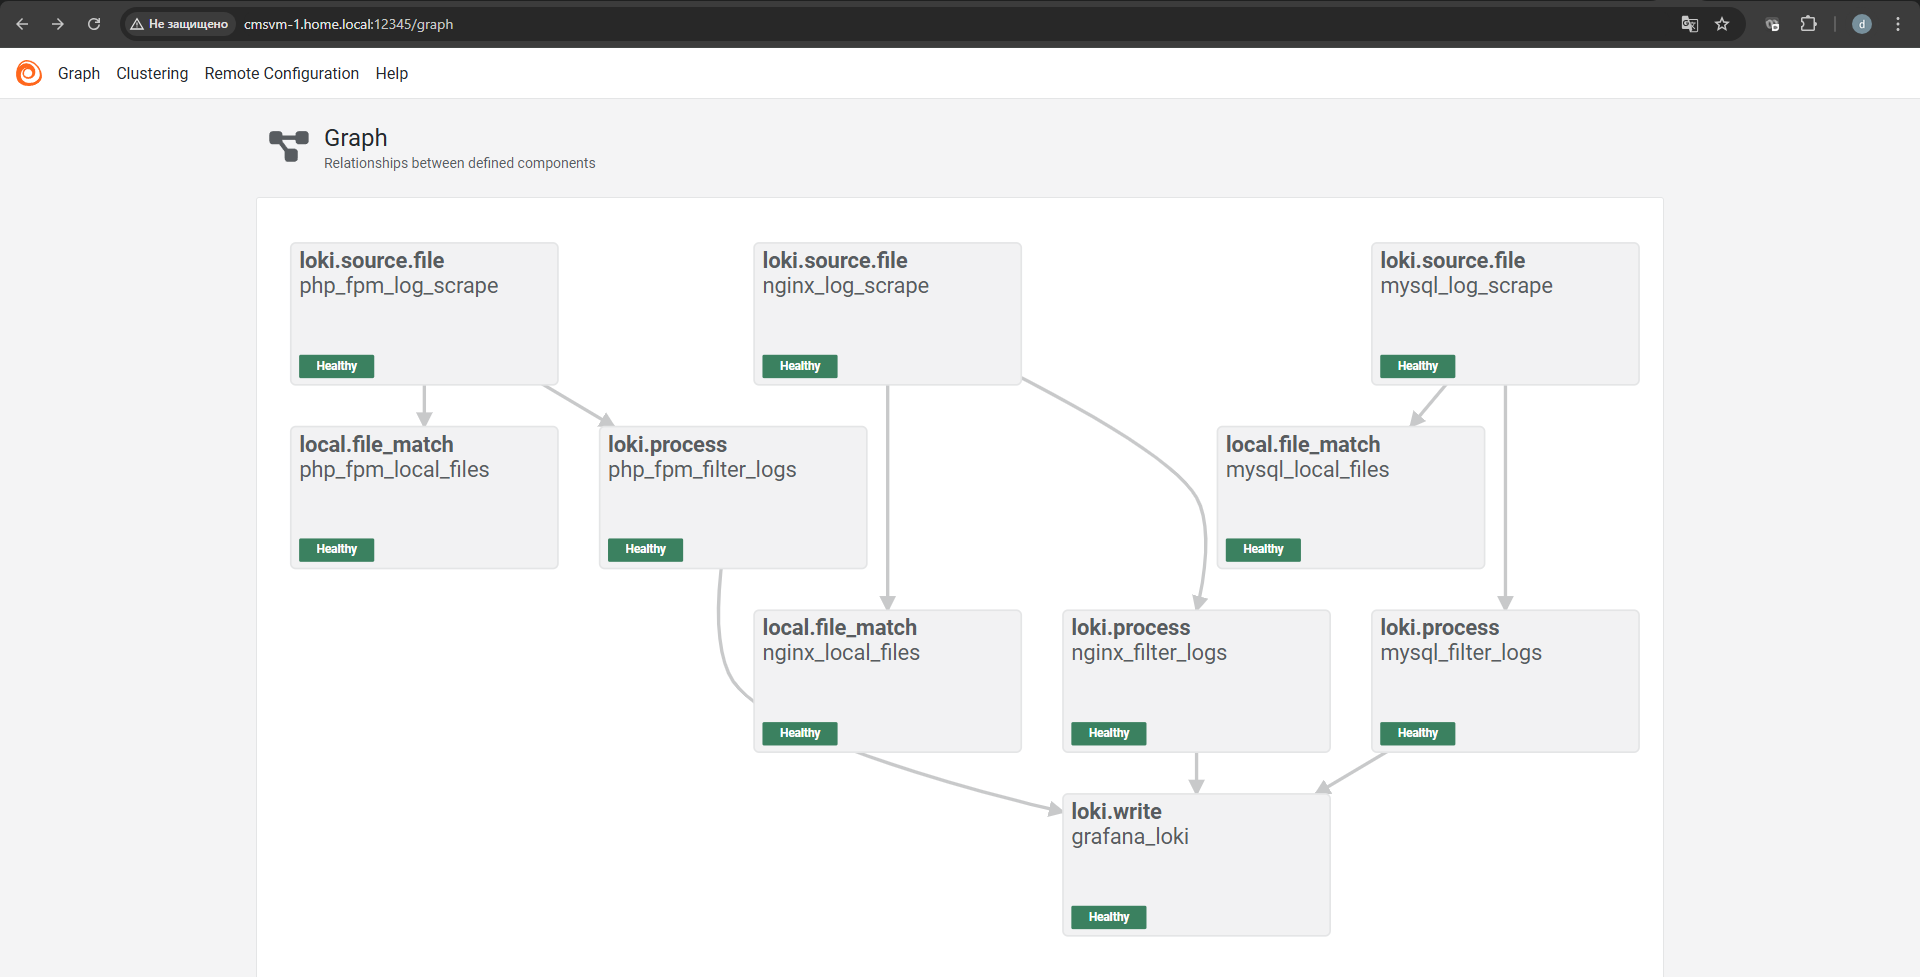 Не защищено
cmsvm-1.home.local:12345/graph
d
Graph
Clustering
Remote Configuration
Help
Graph
Relationships between defined components
loki.source.file
php_fpm_log_scrape
Healthy
loki.source.file
nginx_log_scrape
Healthy
loki.source.file
mysql_log_scrape
Healthy
local.file_match
php_fpm_local_files
Healthy
loki.process
php_fpm_filter_logs
Healthy
local.file_match
mysql_local_files
Healthy
local.file_match
nginx_local_files
Healthy
loki.process
nginx_filter_logs
Healthy
loki.process
mysql_filter_logs
Healthy
loki.write
grafana_loki
Healthy